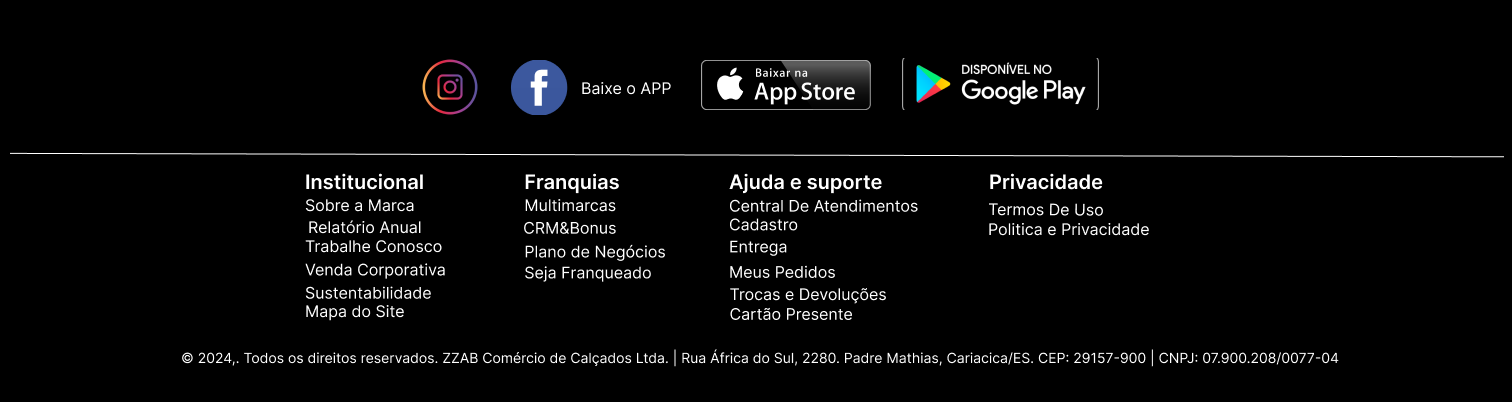 Baixe o APP
Baixar na
App Store
DISPONÍVEL NO
Google Play
Institucional
Sobre a Marca
Relatório Anual
Trabalhe Conosco
Venda Corporativa
Sustentabilidade
Mapa do Site
Franquias
Multimarcas
CRM&Bonus
Plano de Negócios
Seja Franqueado
Ajuda e suporte
Central De Atendimentos
Cadastro
Entrega
Meus Pedidos
Trocas e Devoluções
Cartão Presente
Privacidade
Termos De Uso
Politica e Privacidade
© 2024,. Todos os direitos reservados. ZZAB Comércio de Calçados Ltda. | Rua África do Sul, 2280. Padre Mathias, Cariacica/ES. CEP: 29157-900 | CNPJ: 07.900.208/0077-04